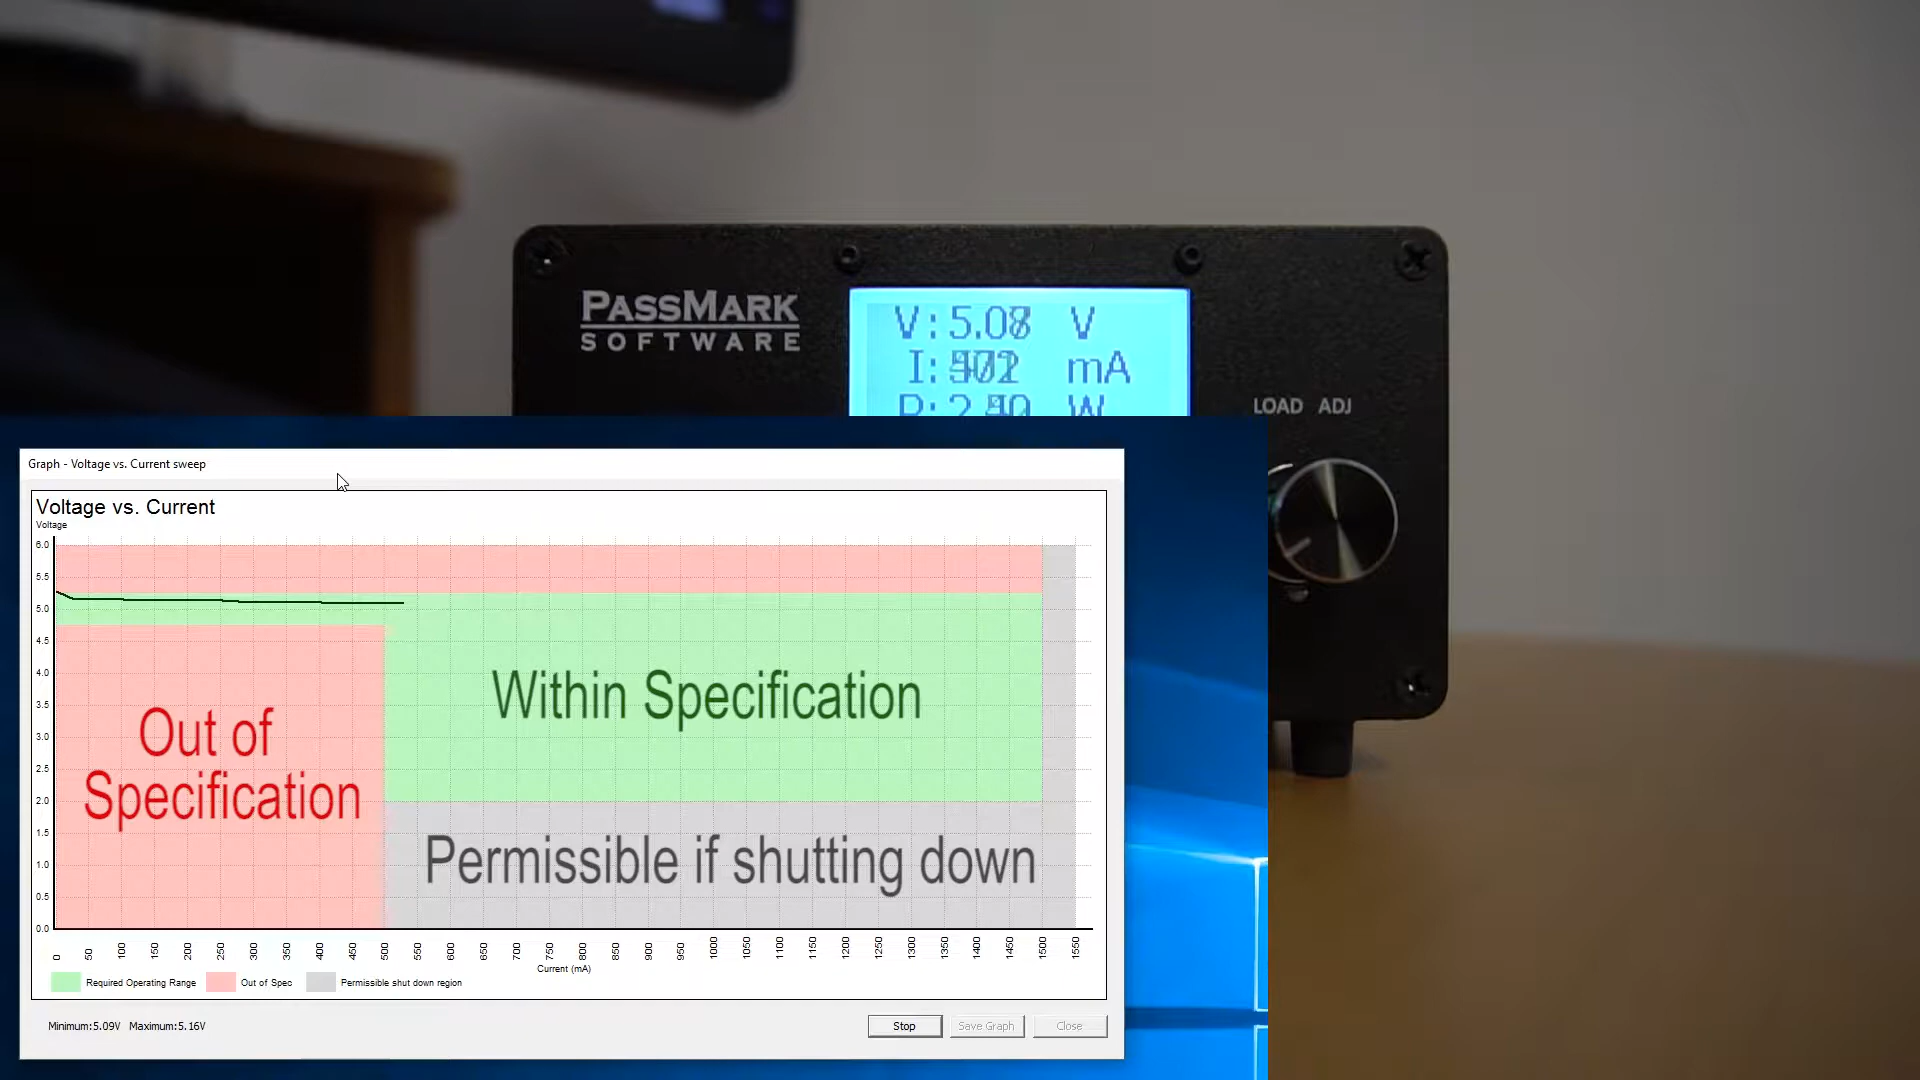 PASSMARK
SOFTWARE
V: 5.08 V
I: mA
W
LOAD ADJ
Graph - Voltage vs. Current sweep
Voltage vs. Current
Voltage
6.0
5.5
5.0
4.5
4.0
3.5
3.0
2.5
2.0
1.5
1.0
0.5
0.0
Out of
Specification
Within Specification
Permissible if shutting down
0 50 100 150 200 250 300 350 400 450 500 550 600 650 700 750 800 850 900 950 1000 1050 1100 1150 1200 1250 1300 1350 1400 1450 1500 1550
Current (mA)
Required Operating Range Out of Spec Permissible shut down region
Minimum:5.09V Maximum:5.16V
Stop Save Graph Close